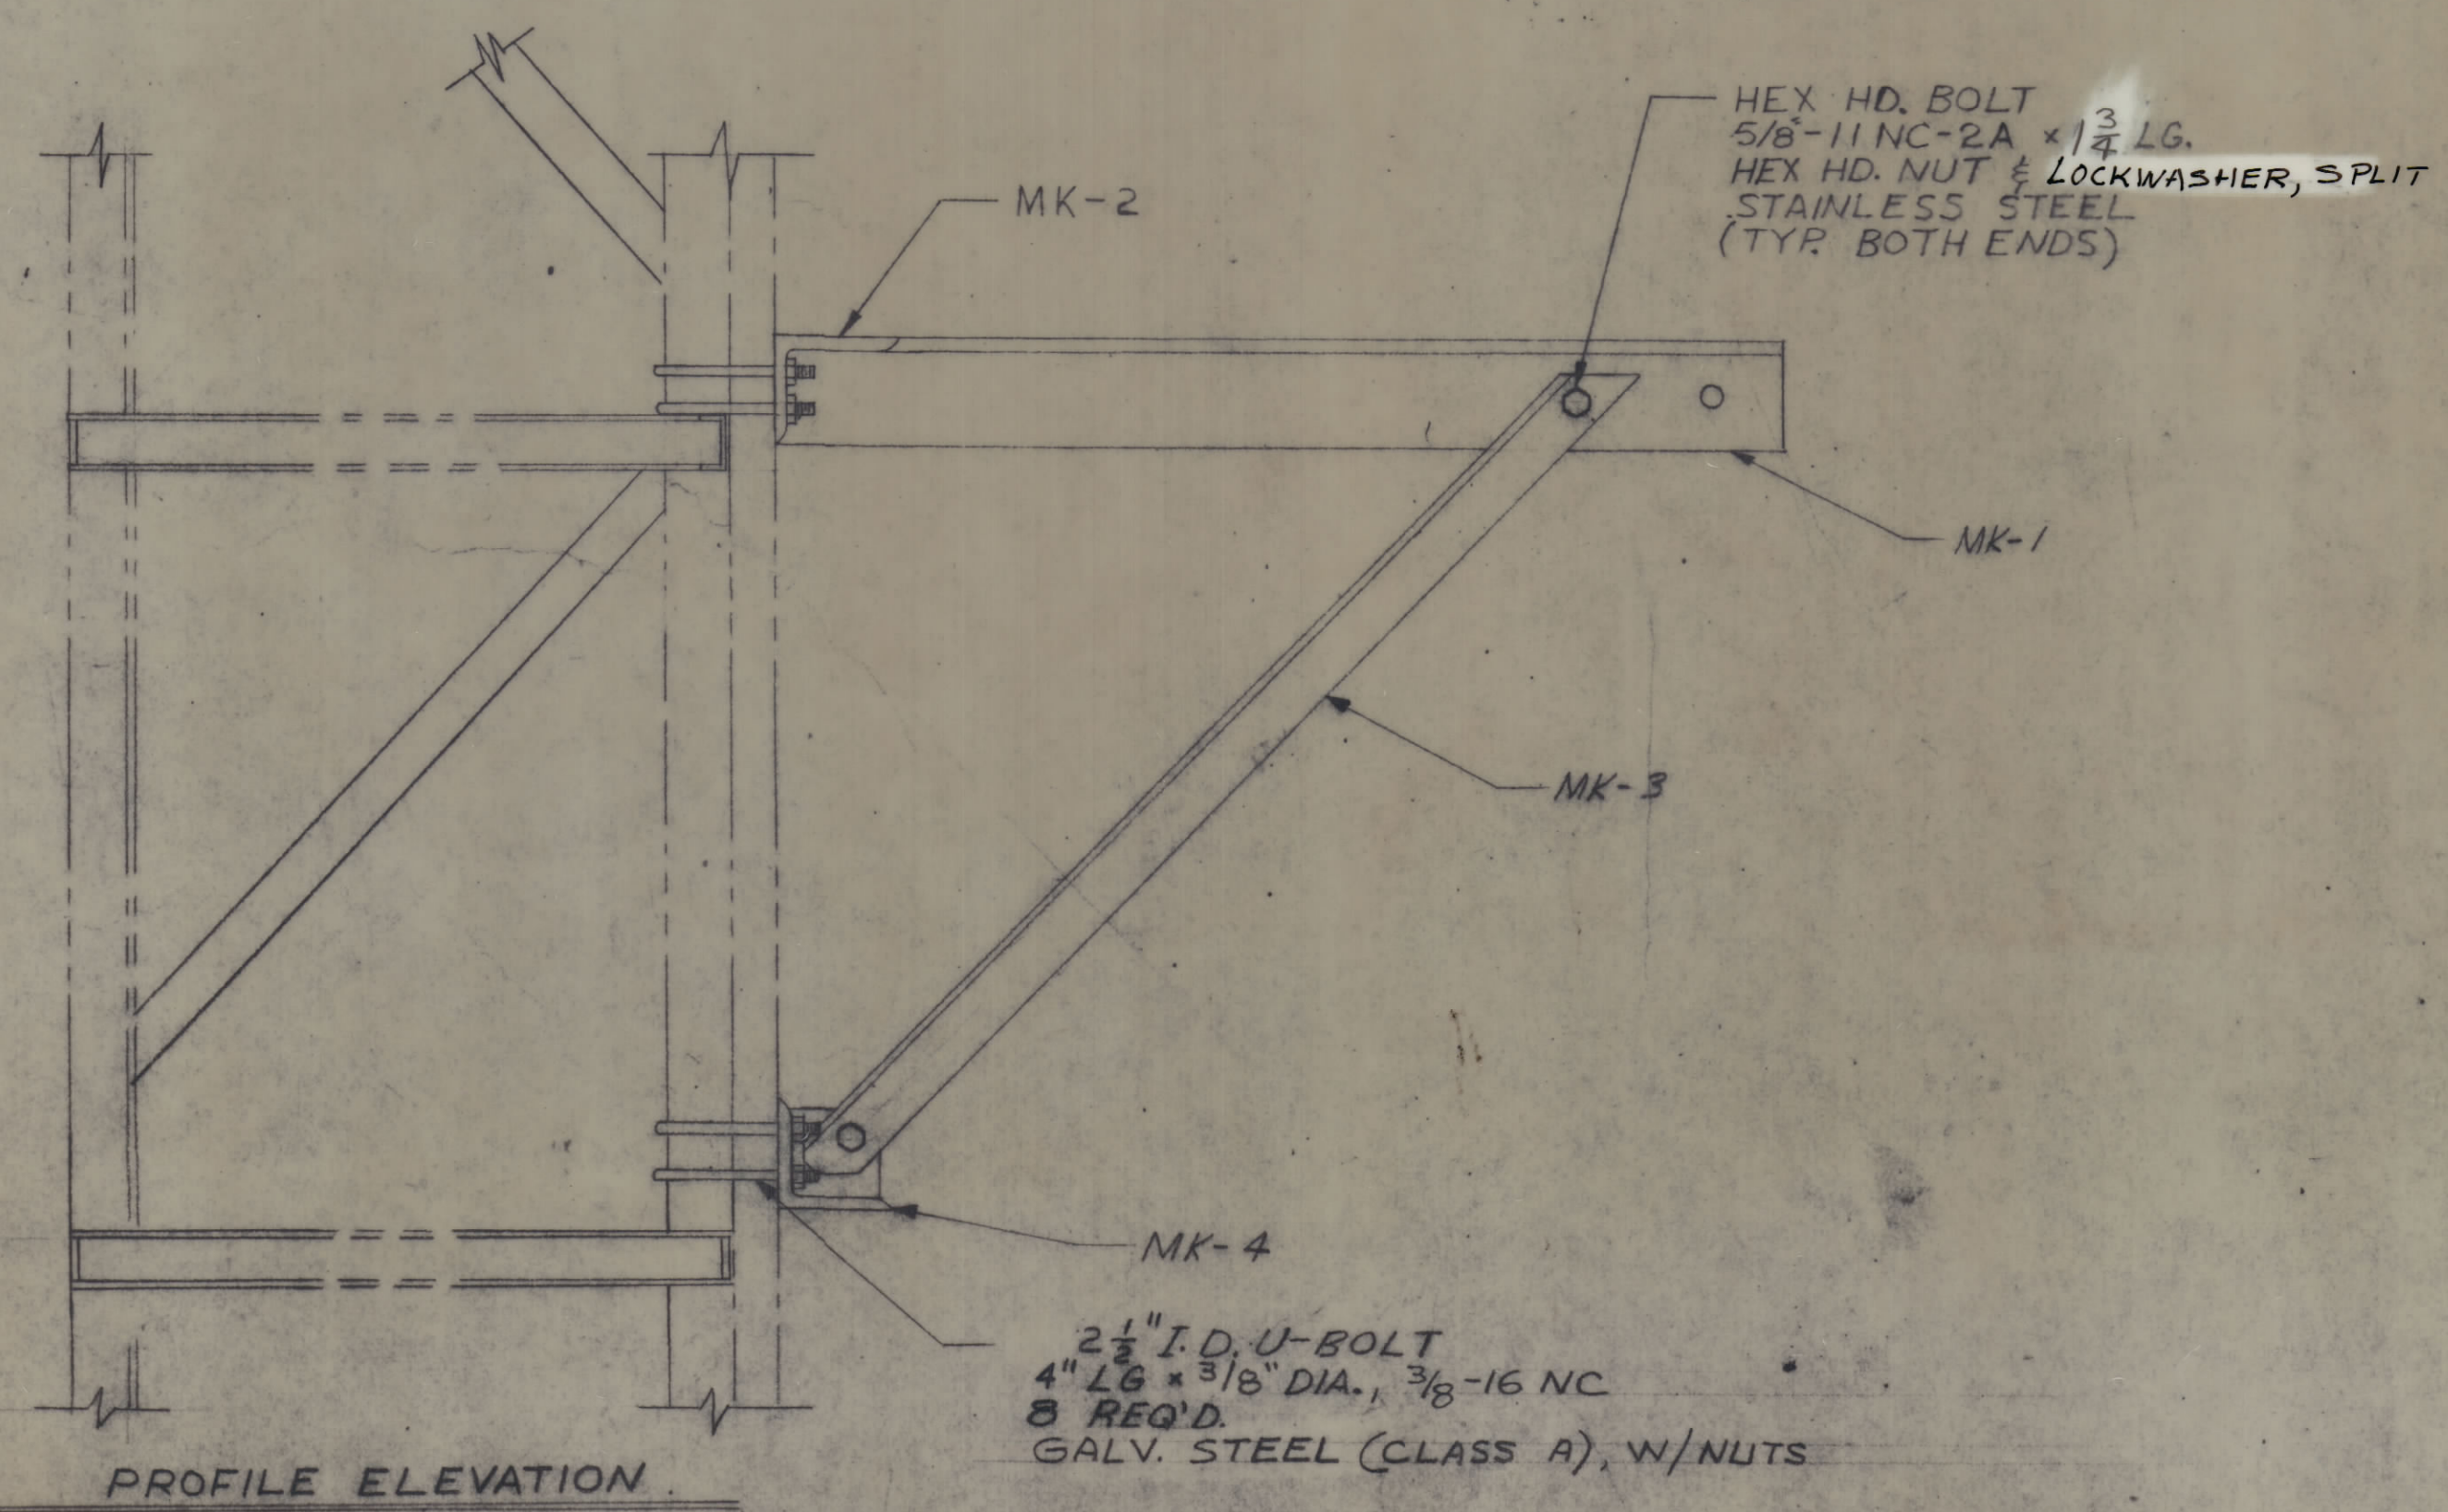 HEX HD. BOLT
5/8"-11 NC-2A × 1 3/4 LG.
HEX HD. NUT & LOCKWASHER, SPLIT
STAINLESS STEEL
(TYP. BOTH ENDS)
MK-2
MK-1
MK-3
MK-4
2 1/2" I.D. U-BOLT
4" LG × 3/8" DIA., 3/8-16 NC
8 REQ'D.
GALV. STEEL (CLASS A), W/NUTS
PROFILE ELEVATION